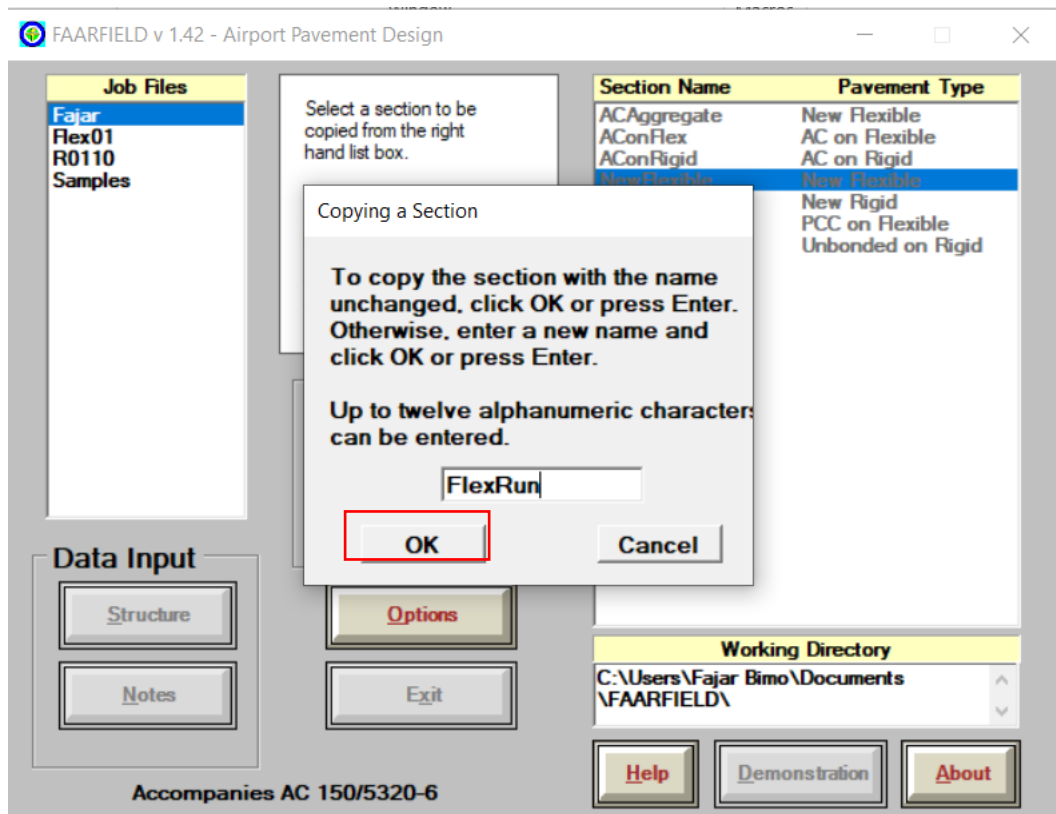 FAARFIELD v 1.42 - Airport Pavement Design
Job Files
Fajar
Flex01
R0110
Samples
Select a section to be
copied from the right
hand list box.
Section Name Pavement Type
ACAggregate New Flexible
AConFlex AC on Flexible
AConRigid AC on Rigid
NewFlexible New Flexible
New Rigid
PCC on Flexible
Unbonded on Rigid
Copying a Section
To copy the section with the name
unchanged, click OK or press Enter.
Otherwise, enter a new name and
click OK or press Enter.
Up to twelve alphanumeric characters
can be entered.
FlexRun
OK Cancel
Data Input
Structure
Notes
Options
Exit
Working Directory
C:\Users\Fajar Bimo\Documents
\FAARFIELD\
Help Demonstration About
Accompanies AC 150/5320-6